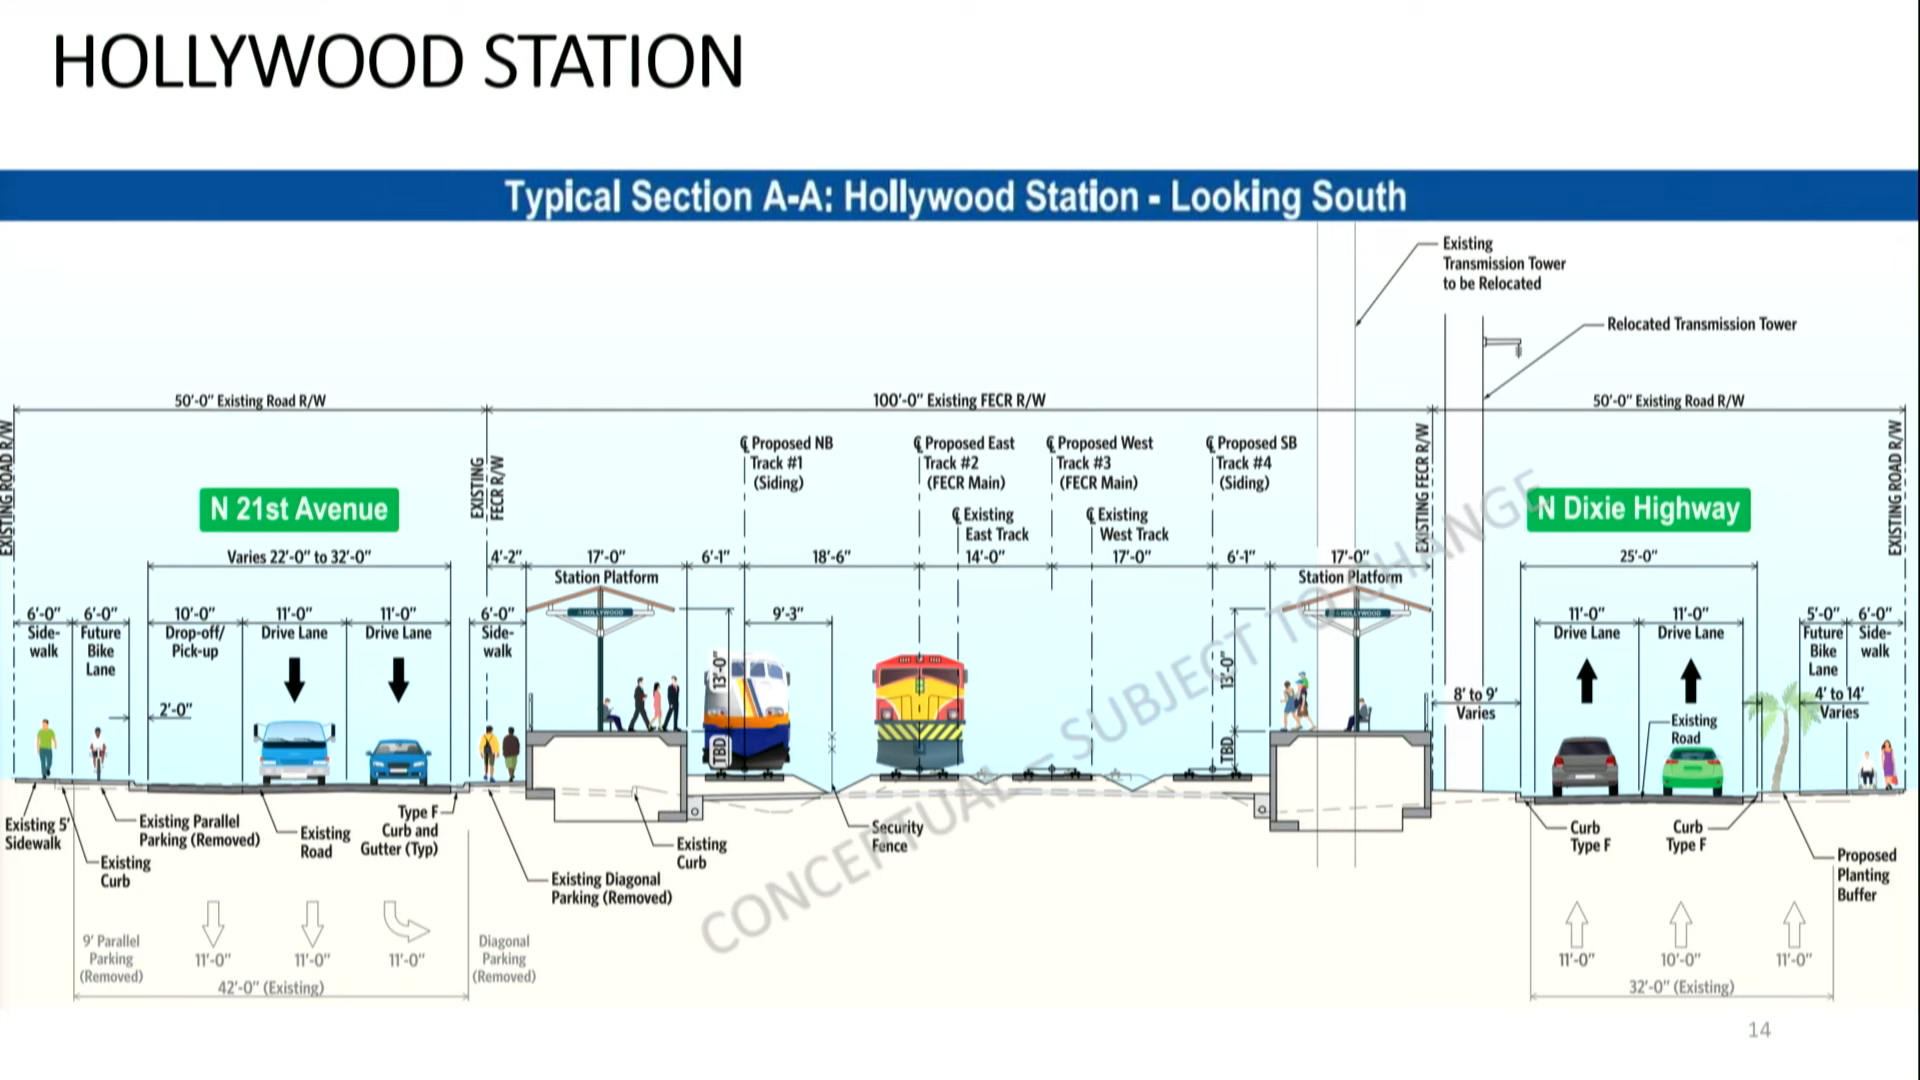 HOLLYWOOD STATION
Typical Section A-A: Hollywood Station - Looking South
Existing
Transmission Tower
to be Relocated
Relocated Transmission Tower
50'-0" Existing Road R/W
100'-0" Existing FECR R/W
50'-0" Existing Road R/W
EXISTING ROAD R/W
EXISTING
FECR R/W
EXISTING FECR R/W
EXISTING ROAD R/W
℄ Proposed NB
Track #1
(Siding)
℄ Proposed East
Track #2
(FECR Main)
℄ Proposed West
Track #3
(FECR Main)
℄ Proposed SB
Track #4
(Siding)
℄ Existing
East Track
℄ Existing
West Track
N 21st Avenue
N Dixie Highway
Varies 22'-0" to 32'-0"
4'-2"
17'-0"
Station Platform
6'-1"
18'-6"
14'-0"
17'-0"
6'-1"
17'-0"
Station Platform
25'-0"
6'-0"
Side-
walk
6'-0"
Future
Bike
Lane
10'-0"
Drop-off/
Pick-up
11'-0"
Drive Lane
11'-0"
Drive Lane
6'-0"
Side-
walk
HOLLYWOOD
9'-3"
HOLLYWOOD
11'-0"
Drive Lane
11'-0"
Drive Lane
5'-0"
Future
Bike
Lane
6'-0"
Side-
walk
2'-0"
13'-0"
TBD
13'-0"
TBD
8' to 9'
Varies
4' to 14'
Varies
Existing
Road
Existing 5'
Sidewalk
Existing
Curb
Existing Parallel
Parking (Removed)
Existing
Road
Type F
Curb and
Gutter (Typ)
Existing Diagonal
Parking (Removed)
Existing
Curb
Security
Fence
Curb
Type F
Curb
Type F
Proposed
Planting
Buffer
CONCEPTUAL – SUBJECT TO CHANGE
9' Parallel
Parking
(Removed)
11'-0"
11'-0"
11'-0"
Diagonal
Parking
(Removed)
42'-0" (Existing)
11'-0"
10'-0"
11'-0"
32'-0" (Existing)
14